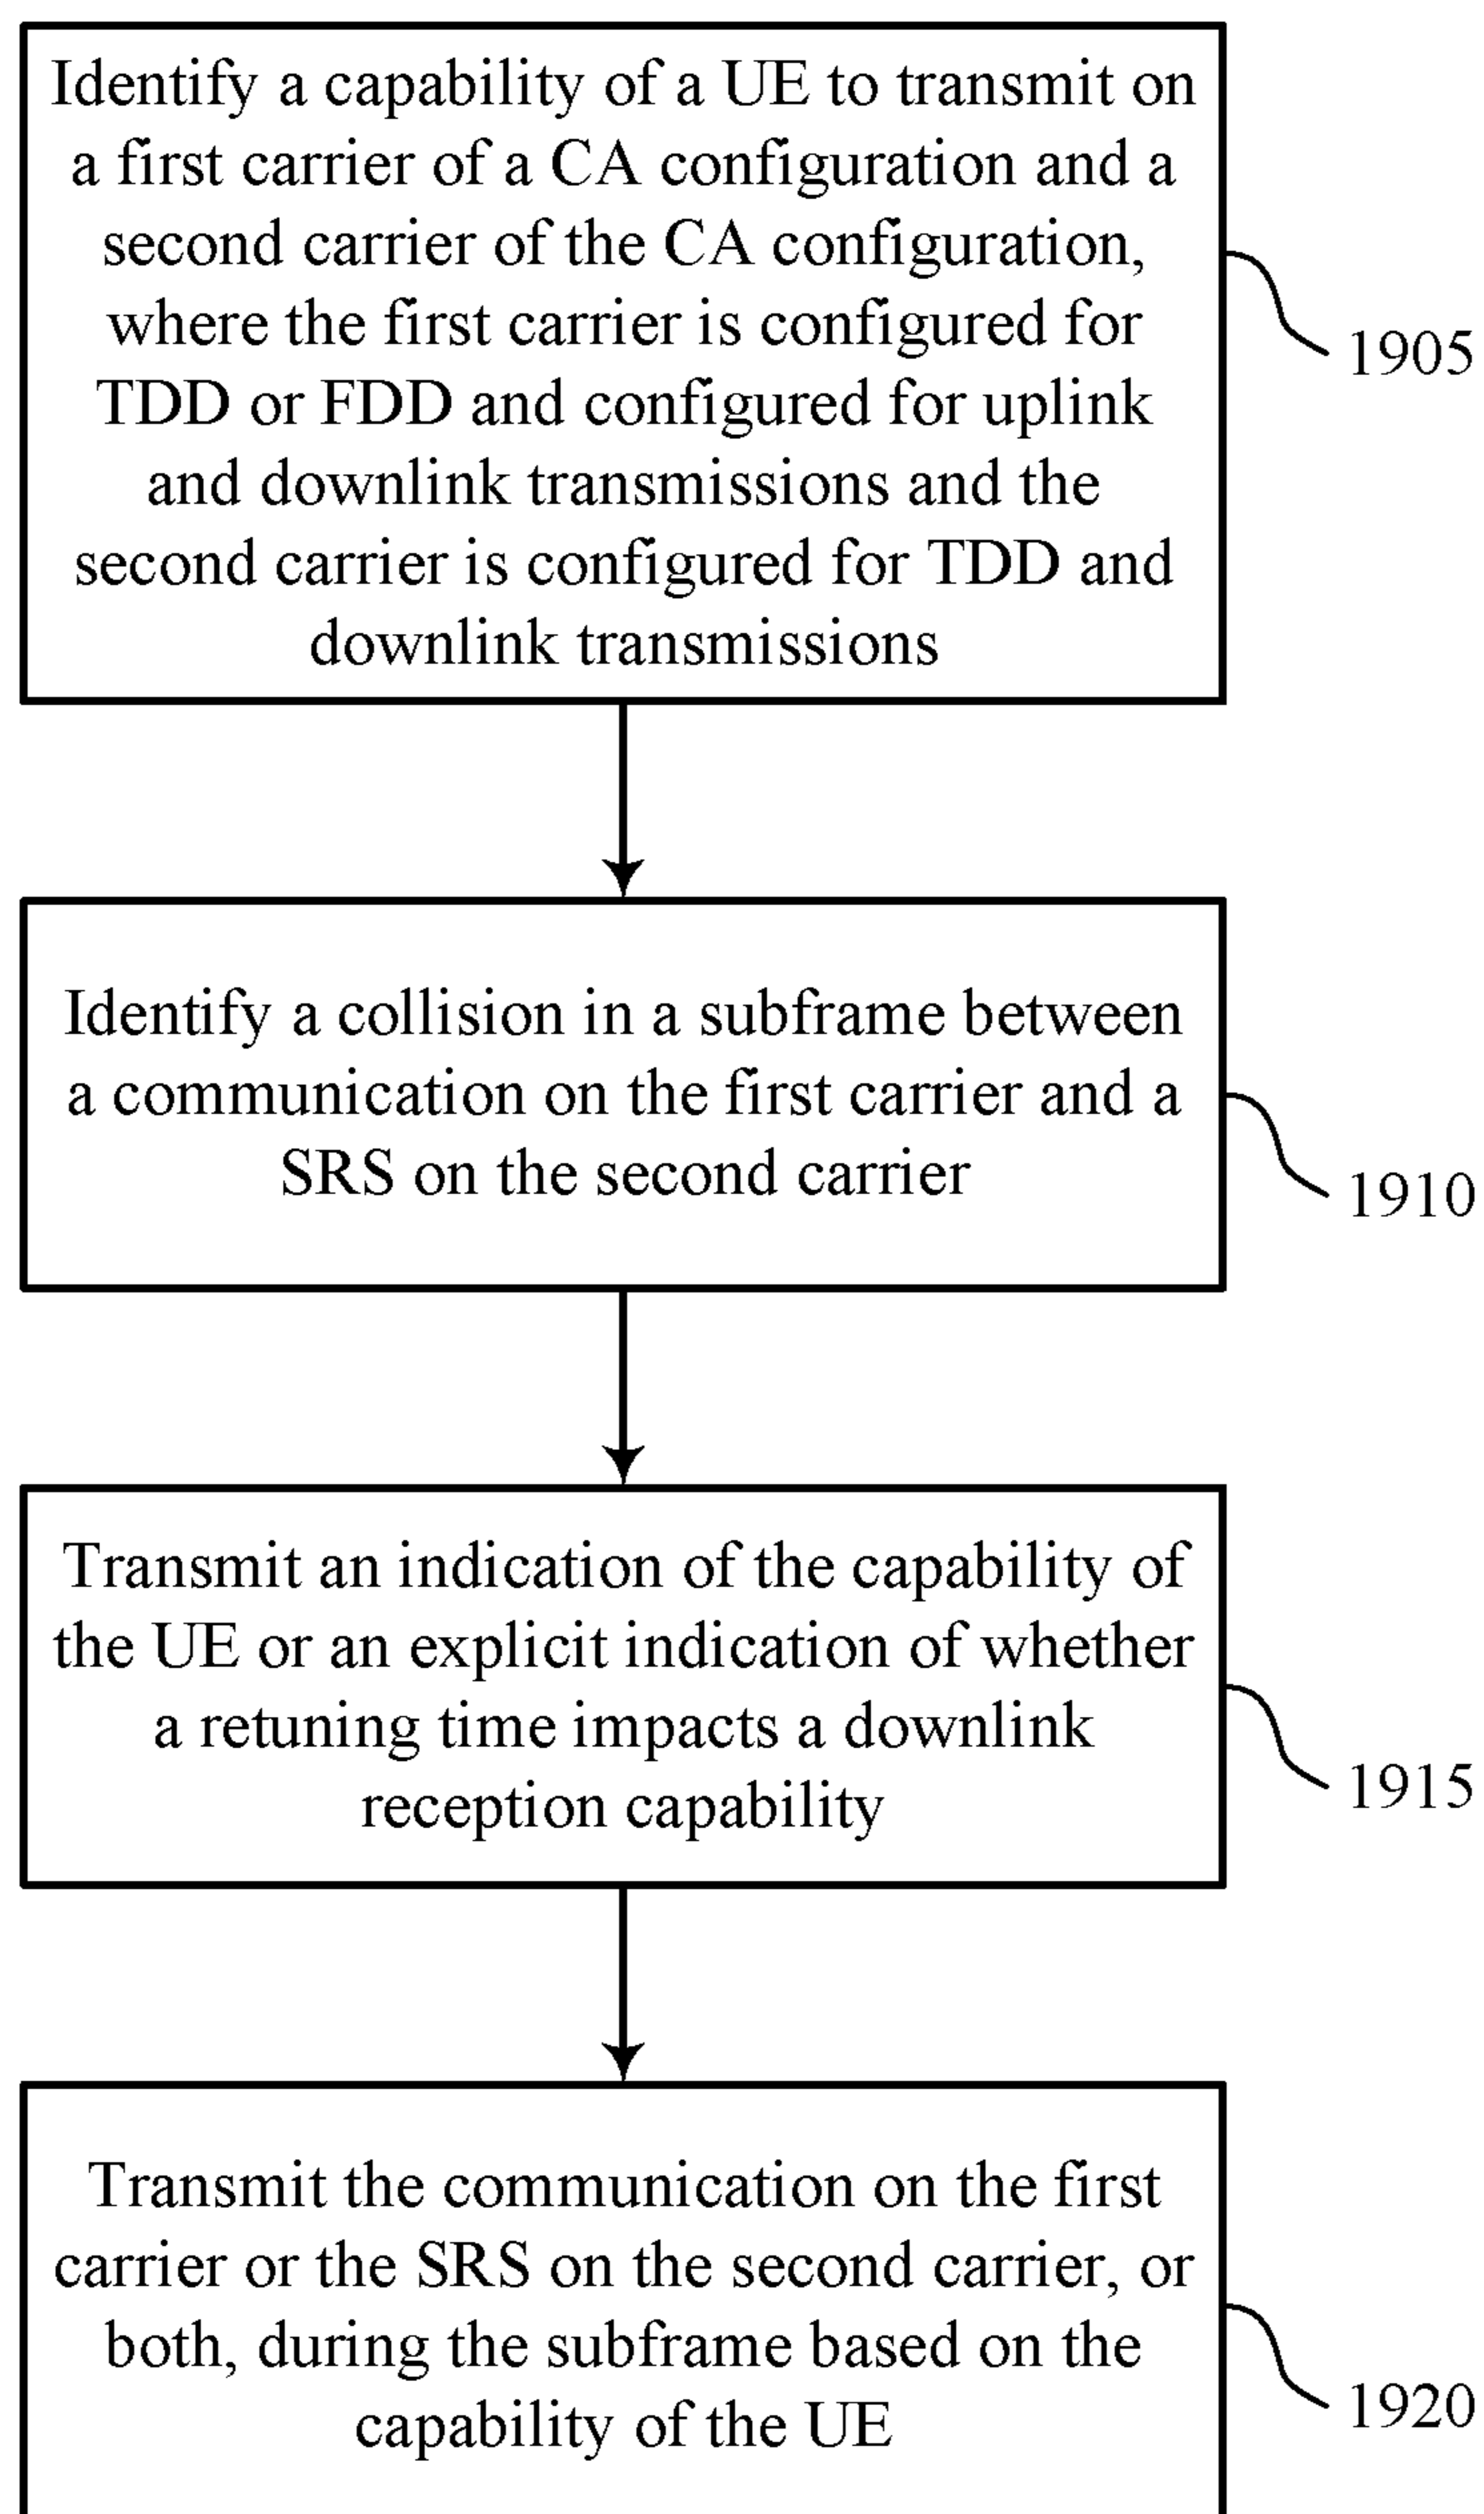 Identify a capability of a UE to transmit on
a first carrier of a CA configuration and a
second carrier of the CA configuration,
where the first carrier is configured for
TDD or FDD and configured for uplink
and downlink transmissions and the
second carrier is configured for TDD and
downlink transmissions
1905
Identify a collision in a subframe between
a communication on the first carrier and a
SRS on the second carrier
1910
Transmit an indication of the capability of
the UE or an explicit indication of whether
a retuning time impacts a downlink
reception capability
1915
Transmit the communication on the first
carrier or the SRS on the second carrier, or
both, during the subframe based on the
capability of the UE
1920